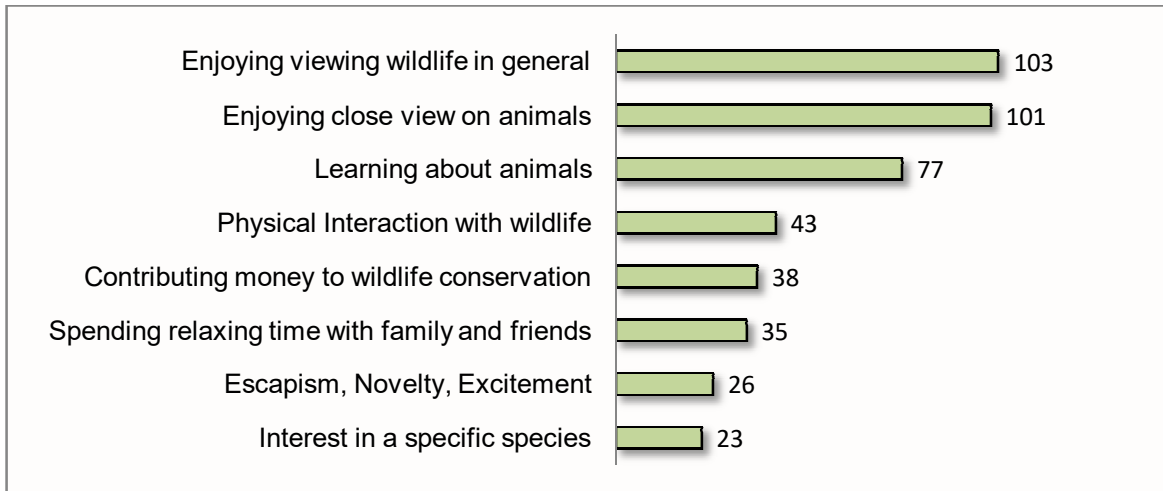 Enjoying viewing wildlife in general 103
Enjoying close view on animals 101
Learning about animals 77
Physical Interaction with wildlife 43
Contributing money to wildlife conservation 38
Spending relaxing time with family and friends 35
Escapism, Novelty, Excitement 26
Interest in a specific species 23